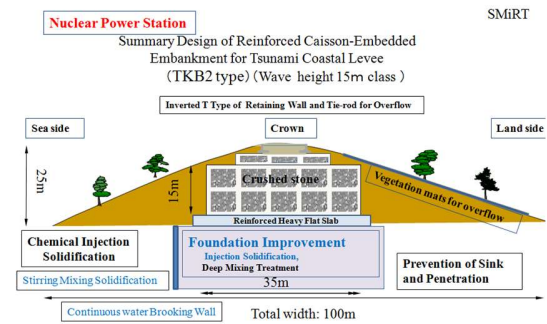 SMiRT
Nuclear Power Station
Summary Design of Reinforced Caisson-Embedded
Embankment for Tsunami Coastal Levee
(TKB2 type) (Wave height 15m class )
Inverted T Type of Retaining Wall and Tie-rod for Overflow
Sea side
Crown
Land side
25m
15m
Crushed stone
Vegetation mats for overflow
Reinforced Heavy Flat Slab
Chemical Injection
Solidification
Foundation Improvement
Injection Solidification,
Deep Mixing Treatment
Prevention of Sink
and Penetration
Stirring Mixing Solidification
35m
Continuous water Brooking Wall
Total width: 100m